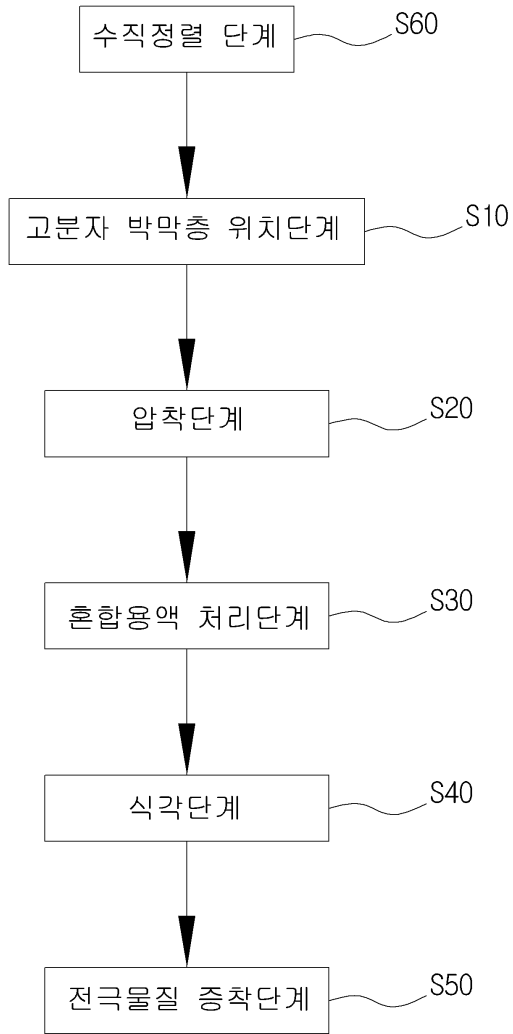 수직정렬 단계
S60
고분자 박막층 위치단계
S10
압착단계
S20
혼합용액 처리단계
S30
식각단계
S40
전극물질 증착단계
S50